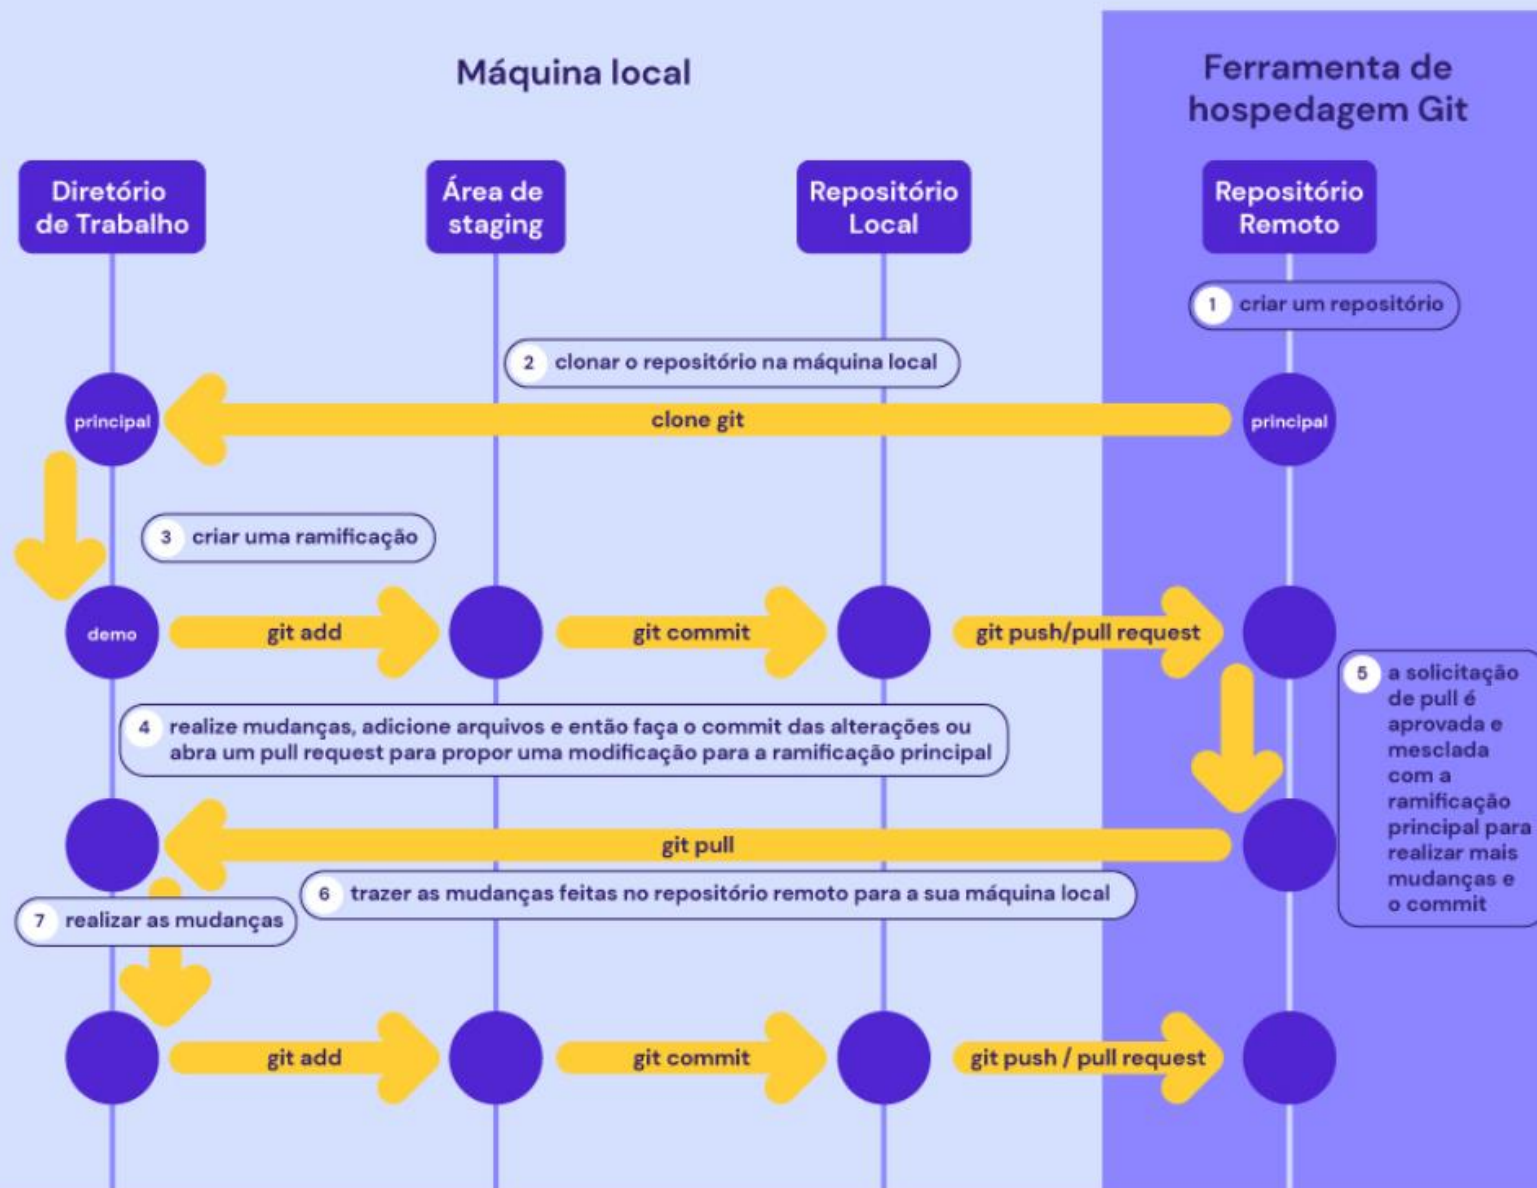 Máquina local
Ferramenta de
hospedagem Git
Diretório
de Trabalho
Área de
staging
Repositório
Local
Repositório
Remoto
1 criar um repositório
2 clonar o repositório na máquina local
principal
clone git
principal
3 criar uma ramificação
demo
git add
git commit
git push/pull request
4 realize mudanças, adicione arquivos e então faça o commit das alterações ou
abra um pull request para propor uma modificação para a ramificação principal
5 a solicitação
de pull é
aprovada e
mesclada
com a
ramificação
principal para
realizar mais
mudanças e
o commit
git pull
6 trazer as mudanças feitas no repositório remoto para a sua máquina local
7 realizar as mudanças
git add
git commit
git push / pull request